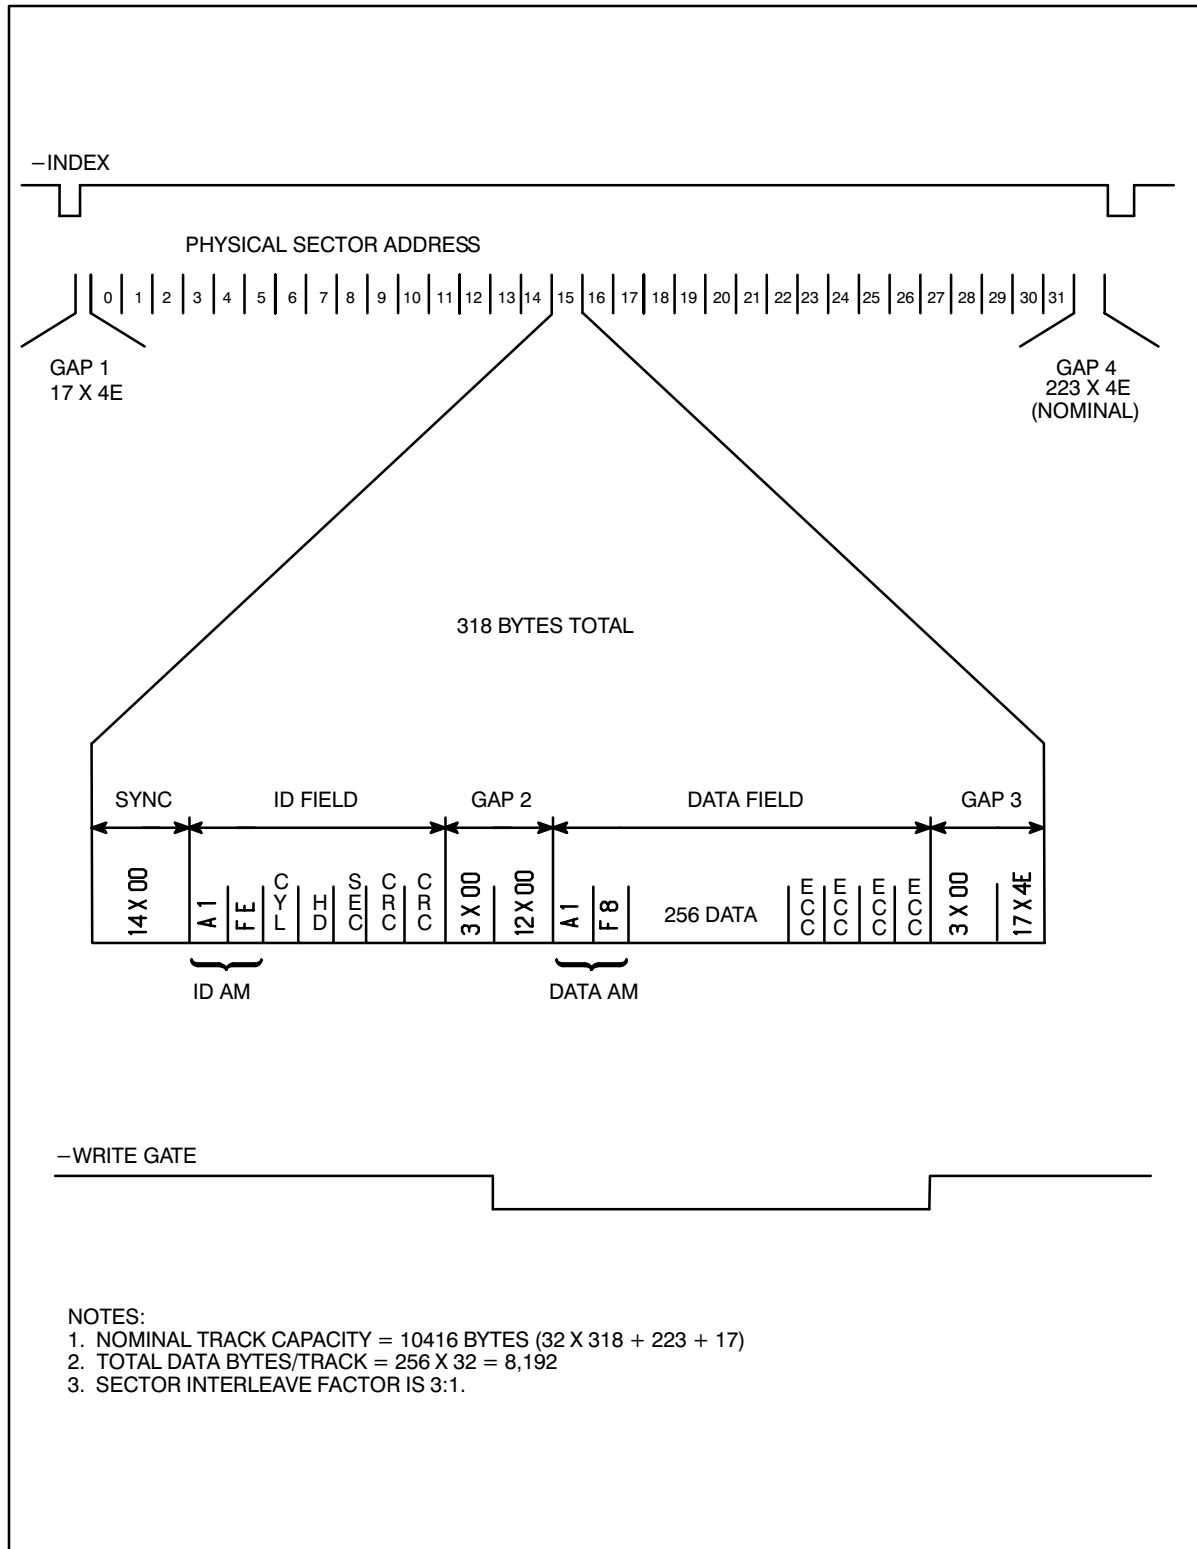 –INDEX
PHYSICAL SECTOR ADDRESS
0 1 2 3 4 5 6 7 8 9 10 11 12 13 14 15 16 17 18 19 20 21 22 23 24 25 26 27 28 29 30 31
GAP 1
17 X 4E
GAP 4
223 X 4E
(NOMINAL)
318 BYTES TOTAL
SYNC ID FIELD GAP 2 DATA FIELD GAP 3
14 X 00 A1 FE CYL HD SEC CRC CRC 3 X 00 12 X 00 A1 F8 256 DATA ECC ECC ECC ECC 3 X 00 17 X 4E
ID AM DATA AM
–WRITE GATE
NOTES:
1. NOMINAL TRACK CAPACITY = 10416 BYTES (32 X 318 + 223 + 17)
2. TOTAL DATA BYTES/TRACK = 256 X 32 = 8,192
3. SECTOR INTERLEAVE FACTOR IS 3:1.